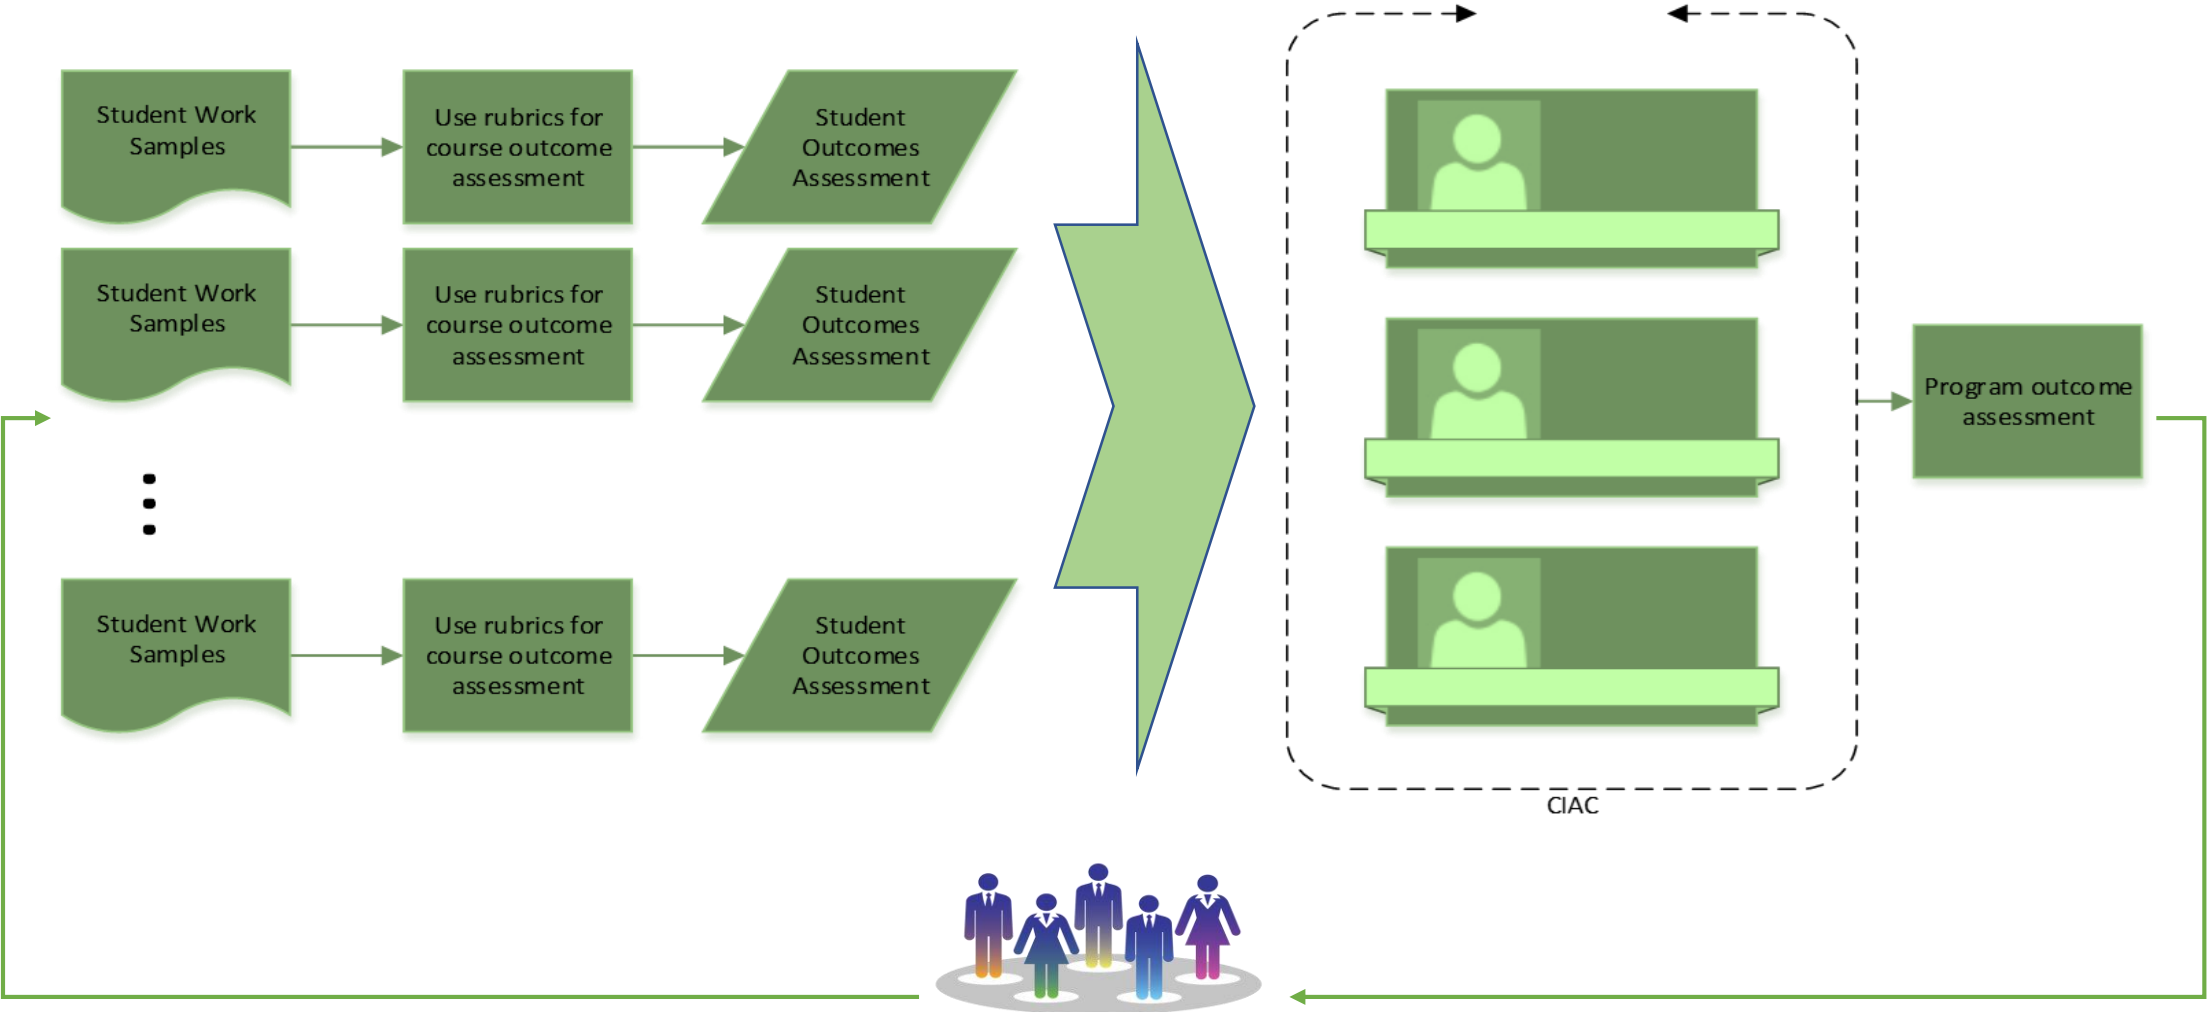 Student Work
Samples
Use rubrics for
course outcome
assessment
Student
Outcomes
Assessment
Student Work
Samples
Use rubrics for
course outcome
assessment
Student
Outcomes
Assessment
Student Work
Samples
Use rubrics for
course outcome
assessment
Student
Outcomes
Assessment
CIAC
Program outcome
assessment